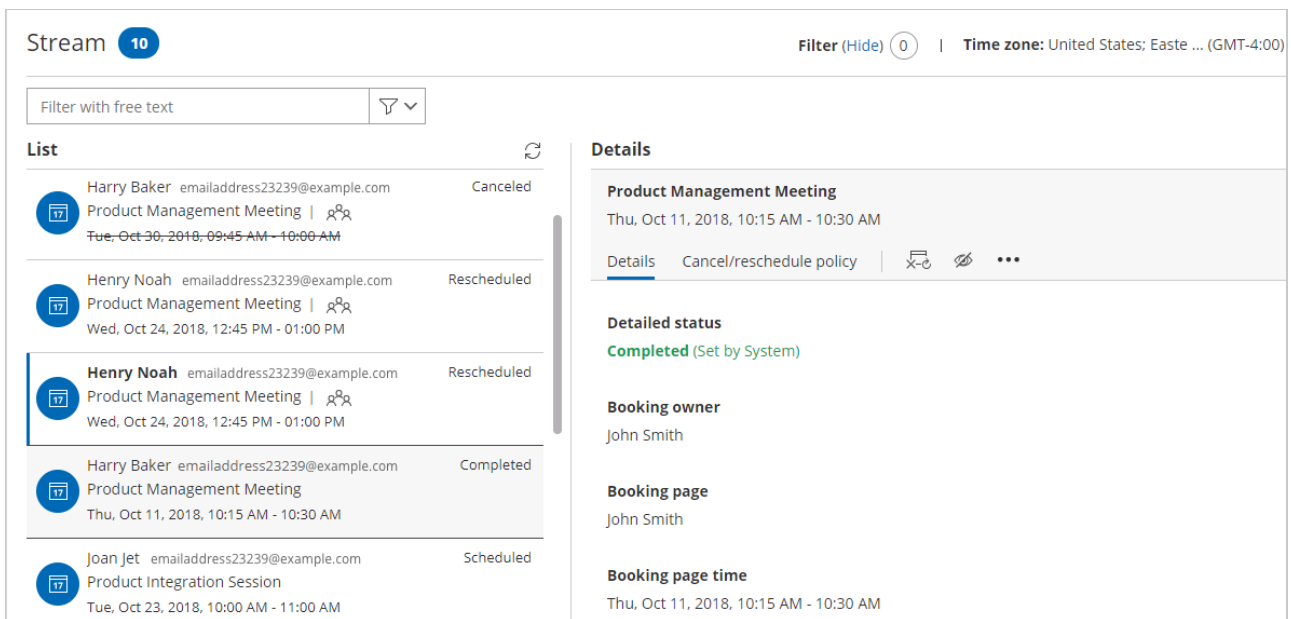 Stream 10
Filter (Hide) 0 | Time zone: United States; Easte ... (GMT-4:00)
Filter with free text
List
Harry Baker emailaddress23239@example.com Canceled
17 Product Management Meeting |
Tue, Oct 30, 2018, 09:45 AM - 10:00 AM
Henry Noah emailaddress23239@example.com Rescheduled
17 Product Management Meeting |
Wed, Oct 24, 2018, 12:45 PM - 01:00 PM
Henry Noah emailaddress23239@example.com Rescheduled
17 Product Management Meeting |
Wed, Oct 24, 2018, 12:45 PM - 01:00 PM
Harry Baker emailaddress23239@example.com Completed
17 Product Management Meeting
Thu, Oct 11, 2018, 10:15 AM - 10:30 AM
Joan Jet emailaddress23239@example.com Scheduled
17 Product Integration Session
Tue, Oct 23, 2018, 10:00 AM - 11:00 AM
Details
Product Management Meeting
Thu, Oct 11, 2018, 10:15 AM - 10:30 AM
Details Cancel/reschedule policy
Detailed status
Completed (Set by System)
Booking owner
John Smith
Booking page
John Smith
Booking page time
Thu, Oct 11, 2018, 10:15 AM - 10:30 AM